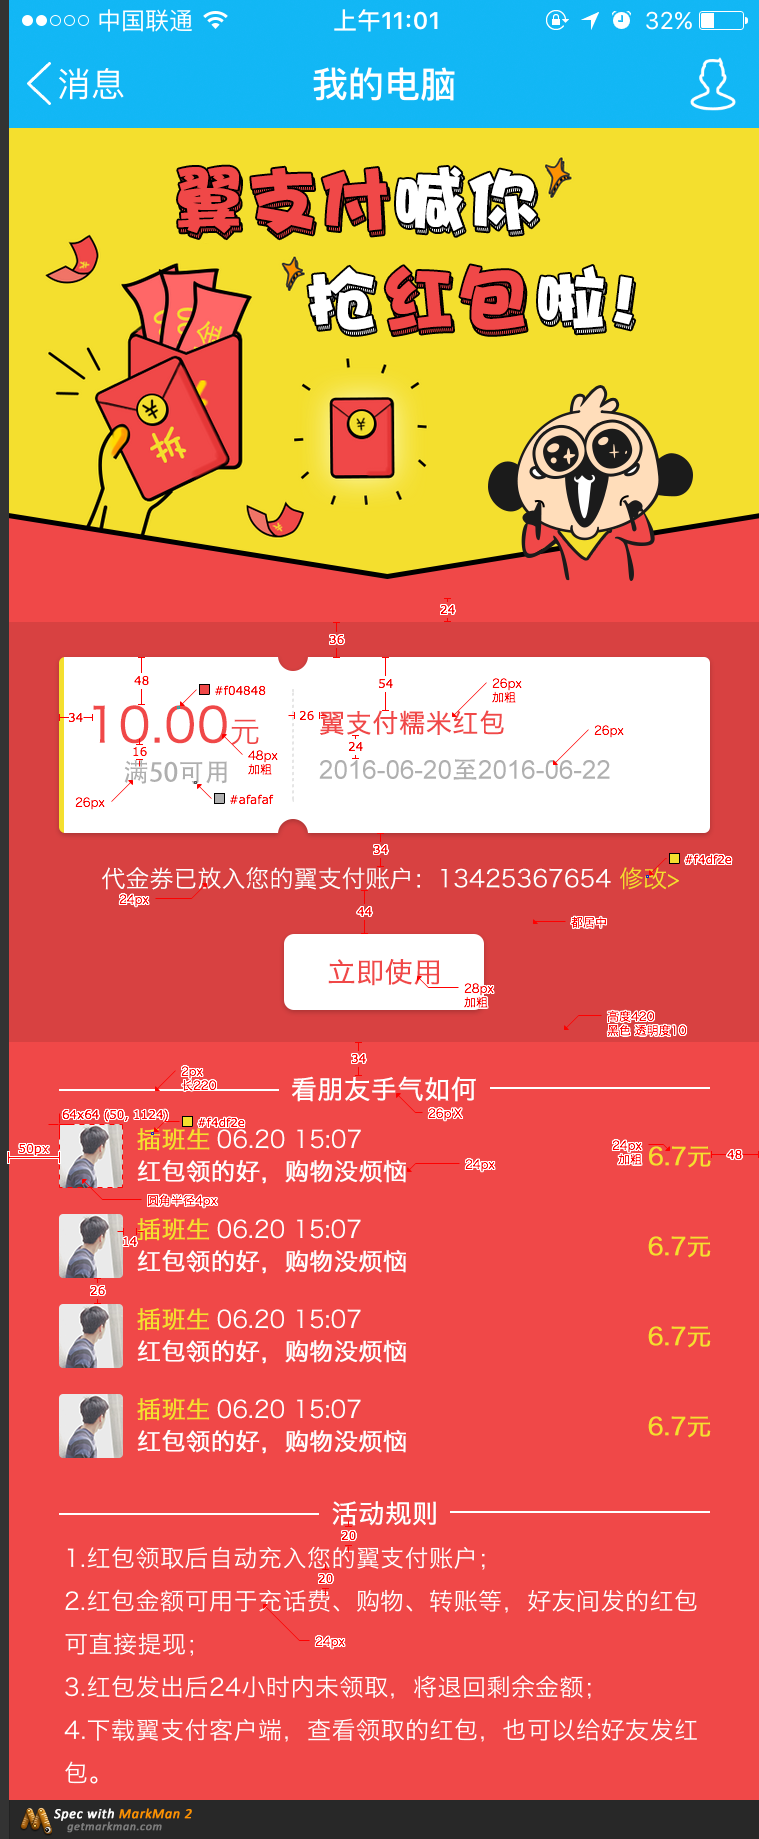 中国联通 上午11:01 32%
消息 我的电脑
翼支付喊你
抢红包啦!
24
36
48 54 26px 加粗
#f04848
34 10.00元 26 翼支付糯米红包 26px
16 48px 加粗 24
满50可用 2016-06-20至2016-06-22
26px #afafaf
34
#f4df2e
代金券已放入您的翼支付账户：13425367654 修改>
24px
44 都居中
立即使用
28px
加粗
高度420
黑色 透明度10
34
2px
长220
看朋友手气如何
26p'X
64x64 (50, 1124) #f4df2e
50px 插班生 06.20 15:07
24px
加粗 6.7元 48
红包领的好，购物没烦恼 24px
圆角半径4px
插班生 06.20 15:07
14 6.7元
红包领的好，购物没烦恼
26
插班生 06.20 15:07
6.7元
红包领的好，购物没烦恼
插班生 06.20 15:07
6.7元
红包领的好，购物没烦恼
活动规则
20
1.红包领取后自动充入您的翼支付账户；
20
2.红包金额可用于充话费、购物、转账等，好友间发的红包
可直接提现；
24px
3.红包发出后24小时内未领取，将退回剩余金额；
4.下载翼支付客户端，查看领取的红包，也可以给好友发红
包。
Spec with MarkMan 2
getmarkman.com